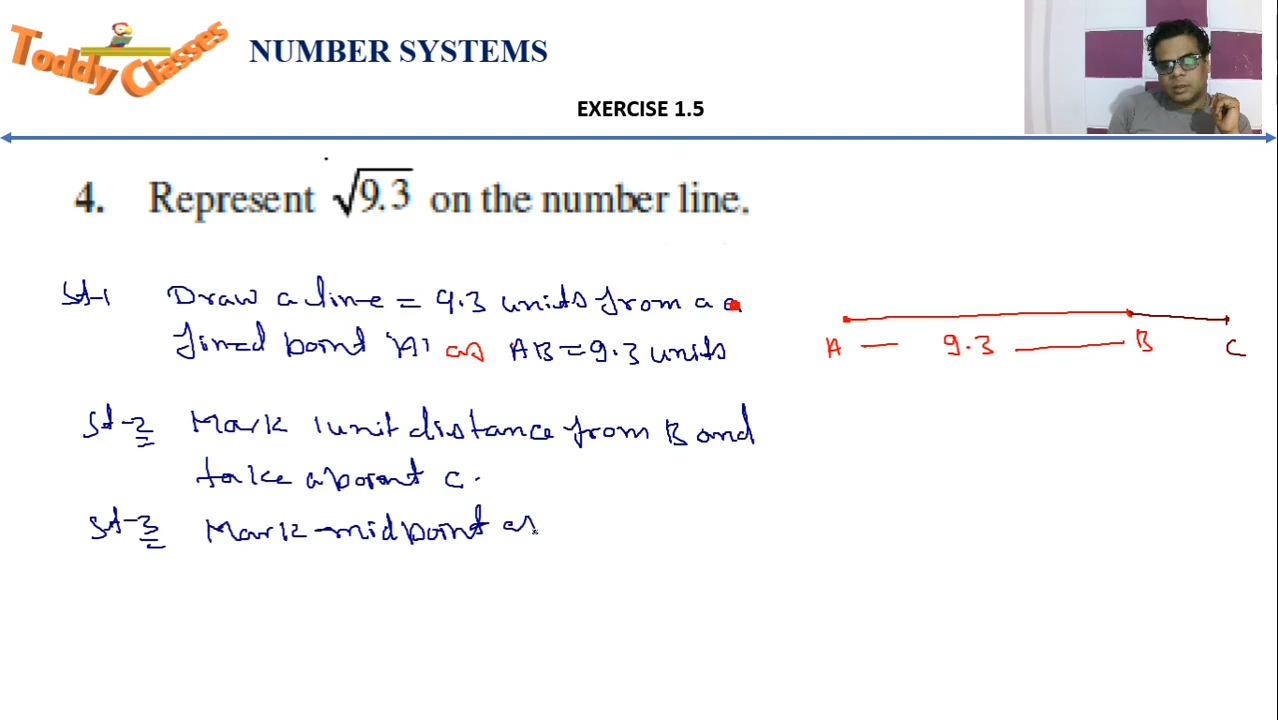 Toddy Classes
NUMBER SYSTEMS
EXERCISE 1.5
4. Represent √9.3 on the number line.
St-1 Draw a line = 9.3 units from a
fixed point 'A' as AB = 9.3 units
A — 9.3 — B C
St-2 Mark 1 unit distance from B and
take a point C.
St-3 Mark midpoint as